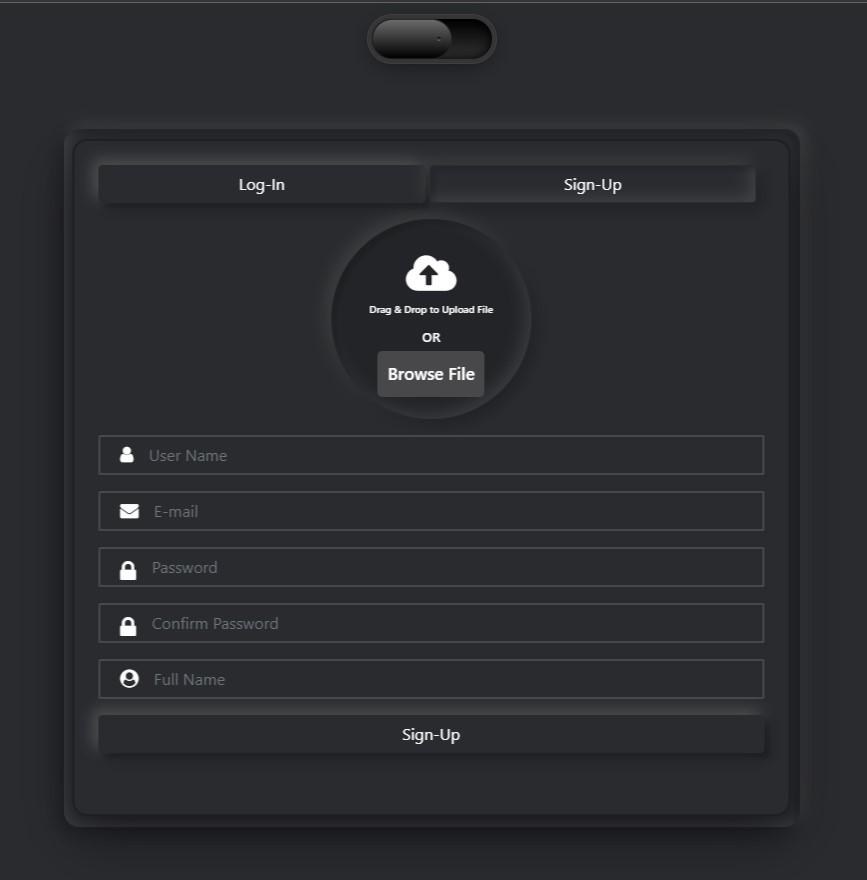 Log-In
Sign-Up
Drag & Drop to Upload File
OR
Browse File
User Name
E-mail
Password
Confirm Password
Full Name
Sign-Up